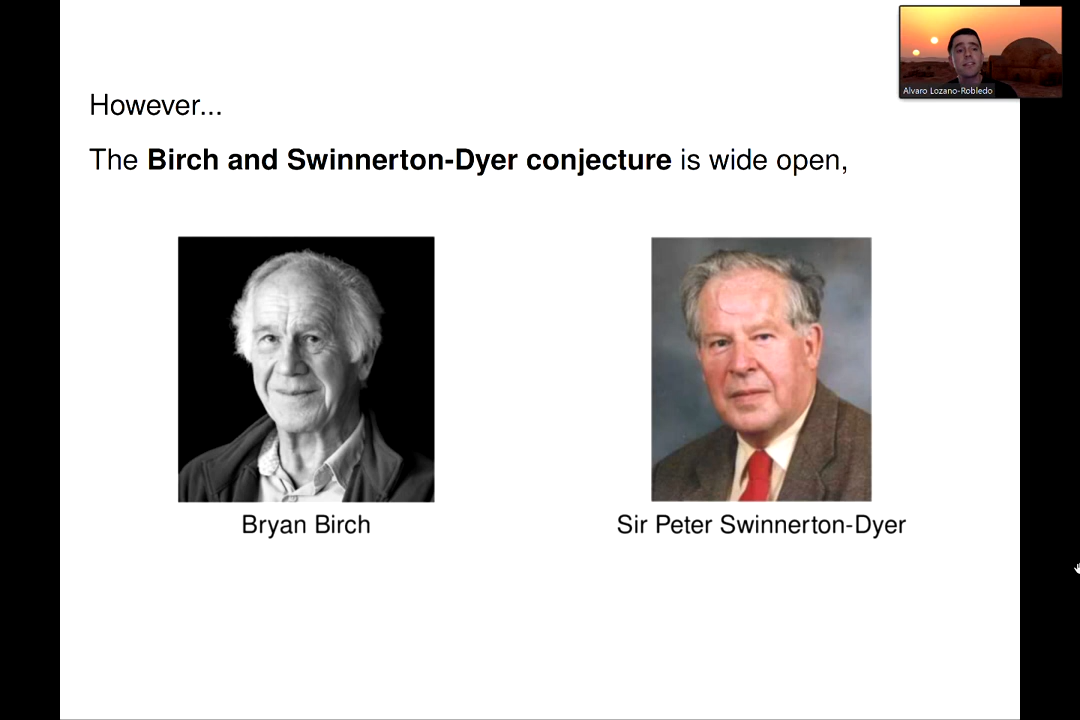 Alvaro Lozano-Robledo
However...
The Birch and Swinnerton-Dyer conjecture is wide open,
Bryan Birch
Sir Peter Swinnerton-Dyer